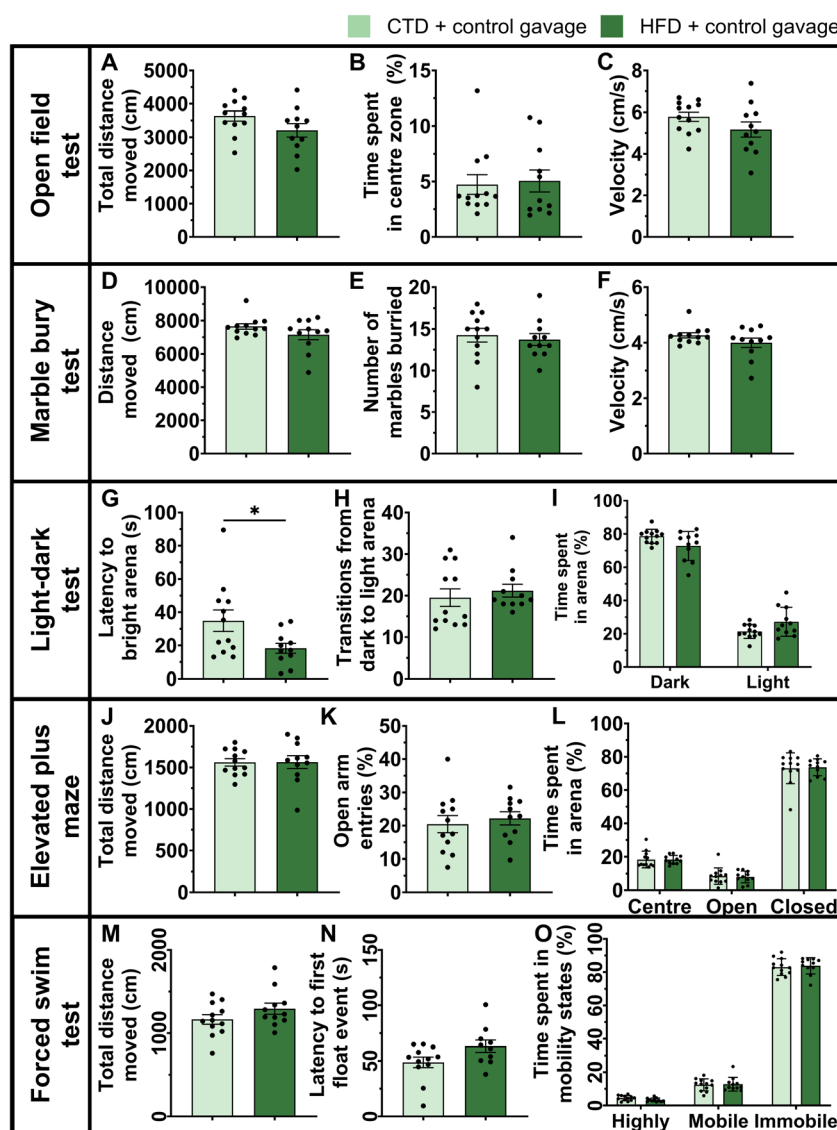 CTD + control gavage HFD + control gavage
Open field
test
A
Total distance
moved (cm)
5000
4000
3000
2000
1000
0
B
Time spent
in centre zone (%)
15
10
5
0
C
Velocity (cm/s)
8
6
4
2
0
Marble bury
test
D
Distance
moved (cm)
10000
8000
6000
4000
2000
0
E
Number of
marbles burried
20
15
10
5
0
F
Velocity (cm/s)
6
4
2
0
Light-dark
test
G
Latency to
bright arena (s)
100
80
60
40
20
0
*
H
Transitions from
dark to light arena
40
30
20
10
0
I
Time spent
in arena (%)
100
80
60
40
20
0
Dark Light
Elevated plus
maze
J
Total distance
moved (cm)
2000
1500
1000
500
0
K
Open arm
entries (%)
50
40
30
20
10
0
L
Time spent
in arena (%)
100
80
60
40
20
0
Centre Open Closed
Forced swim
test
M
Total distance
moved (cm)
2000
1000
0
N
Latency to first
float event (s)
150
100
50
0
O
Time spent in
mobility states (%)
100
80
60
40
20
0
Highly Mobile Immobile